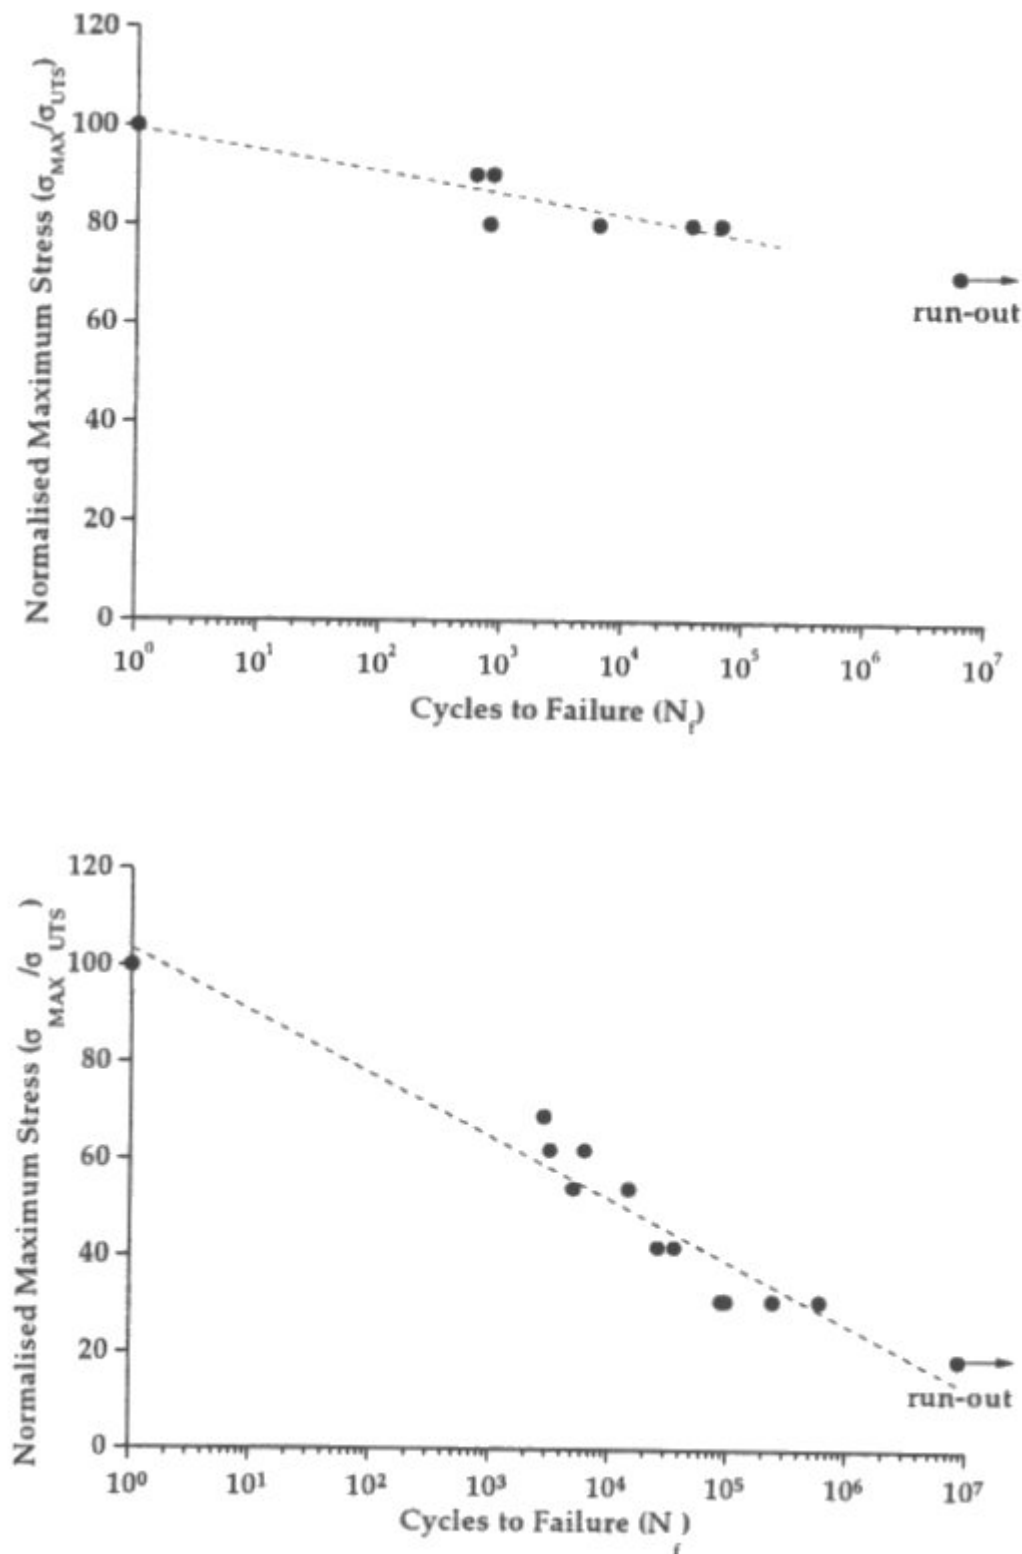 120
100
80
60
40
20
0
Normalised Maximum Stress (σMAX/σUTS)
run-out
10⁰ 10¹ 10² 10³ 10⁴ 10⁵ 10⁶ 10⁷
Cycles to Failure (Nf)
120
100
80
60
40
20
0
Normalised Maximum Stress (σMAX/σUTS)
run-out
10⁰ 10¹ 10² 10³ 10⁴ 10⁵ 10⁶ 10⁷
Cycles to Failure (Nf)